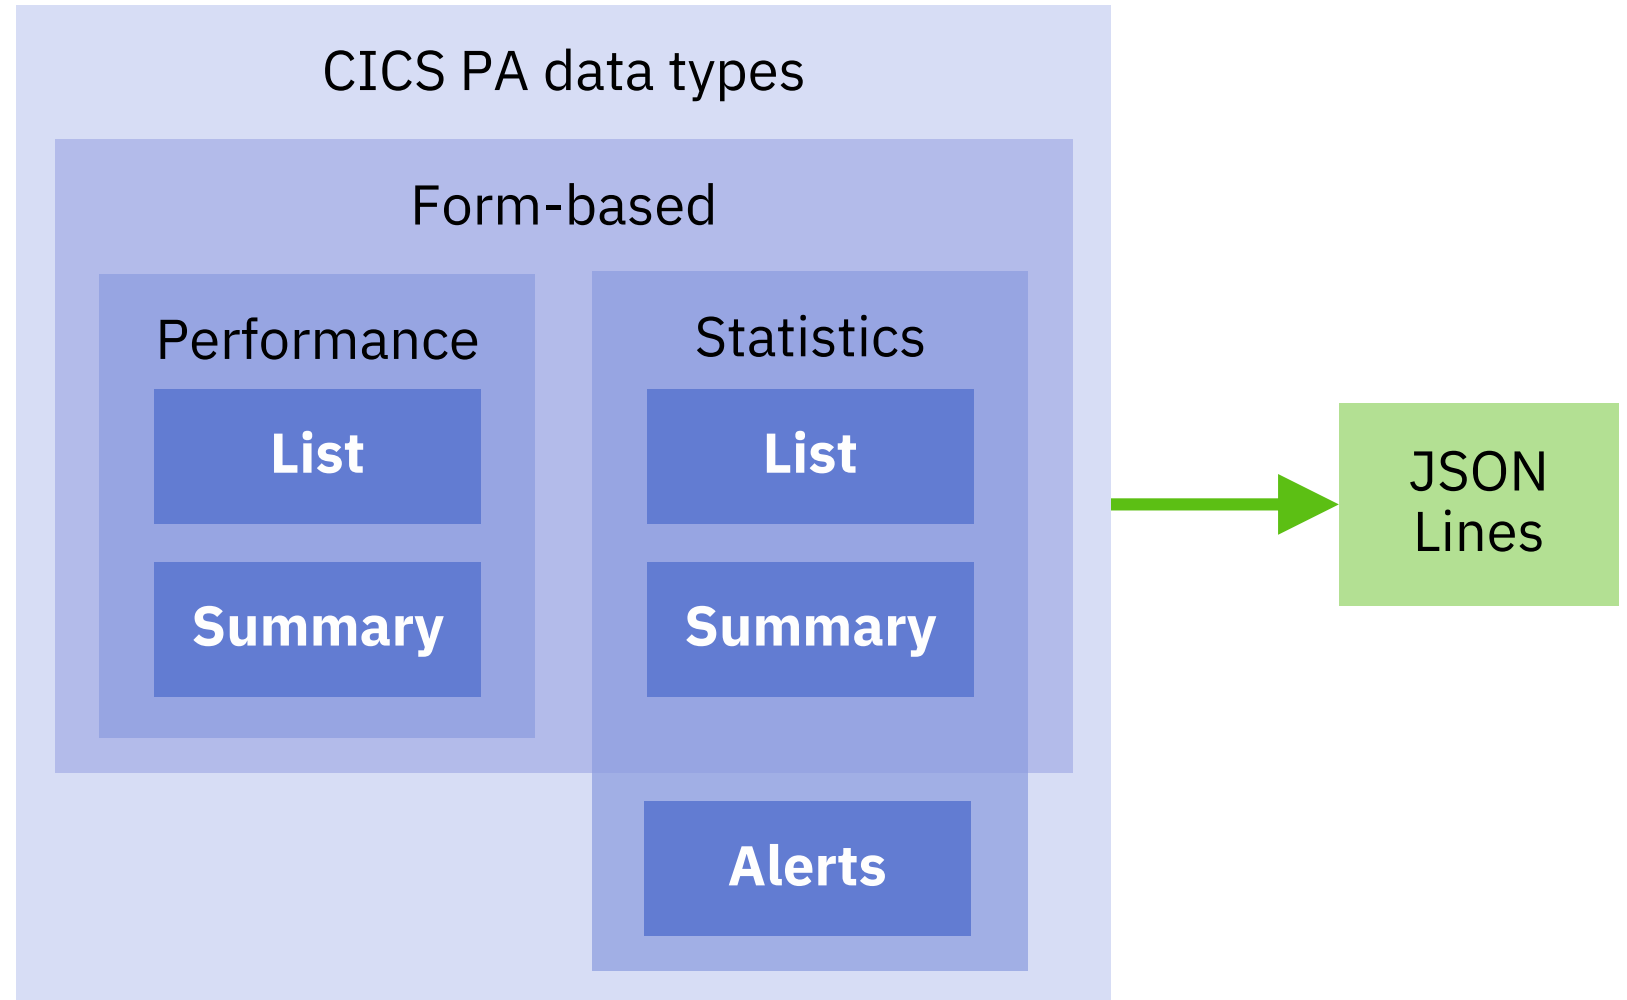 CICS PA data types
Form-based
Performance
List
Summary
Statistics
List
Summary
Alerts
JSON
Lines